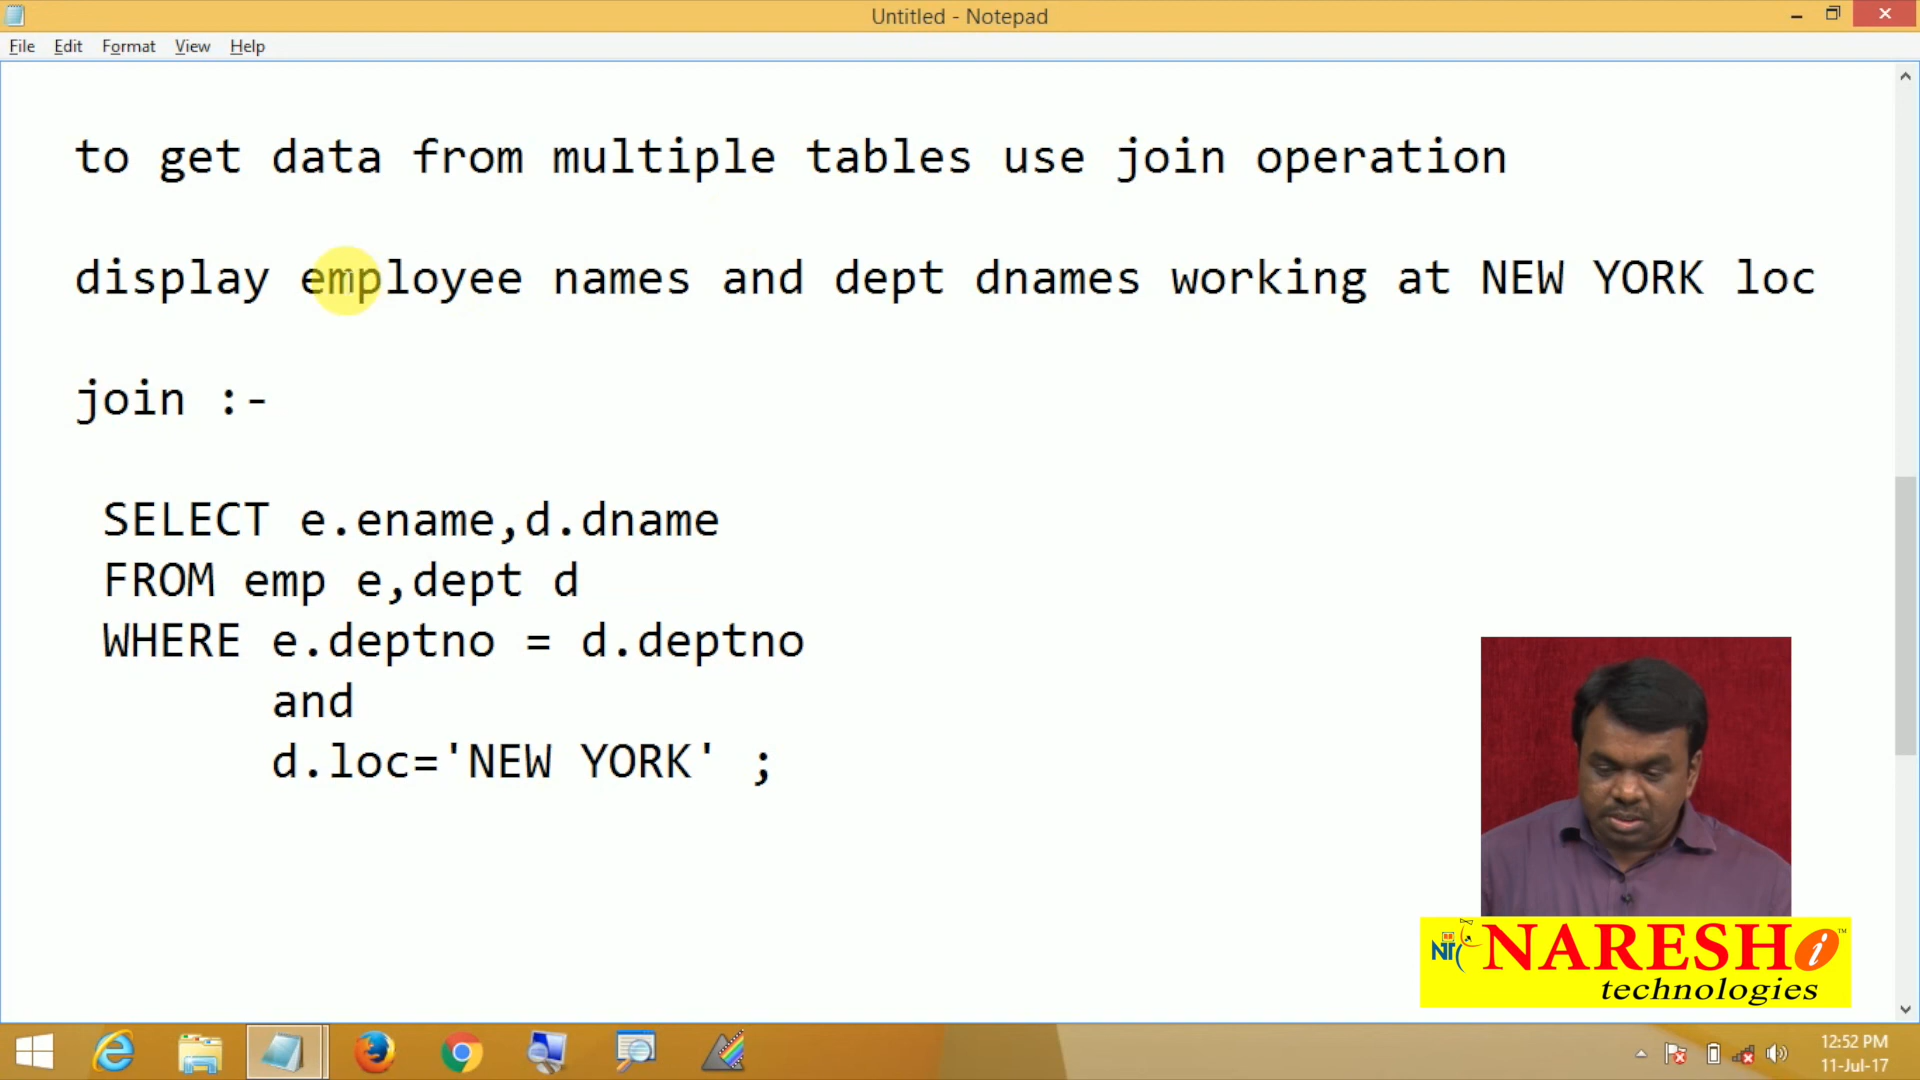 Untitled - Notepad
File Edit Format View Help
to get data from multiple tables use join operation
display employee names and dept dnames working at NEW YORK loc
join :-
SELECT e.ename,d.dname
FROM emp e,dept d
WHERE e.deptno = d.deptno
and
d.loc='NEW YORK' ;
NARESH i ™
technologies
12:52 PM
11-Jul-17